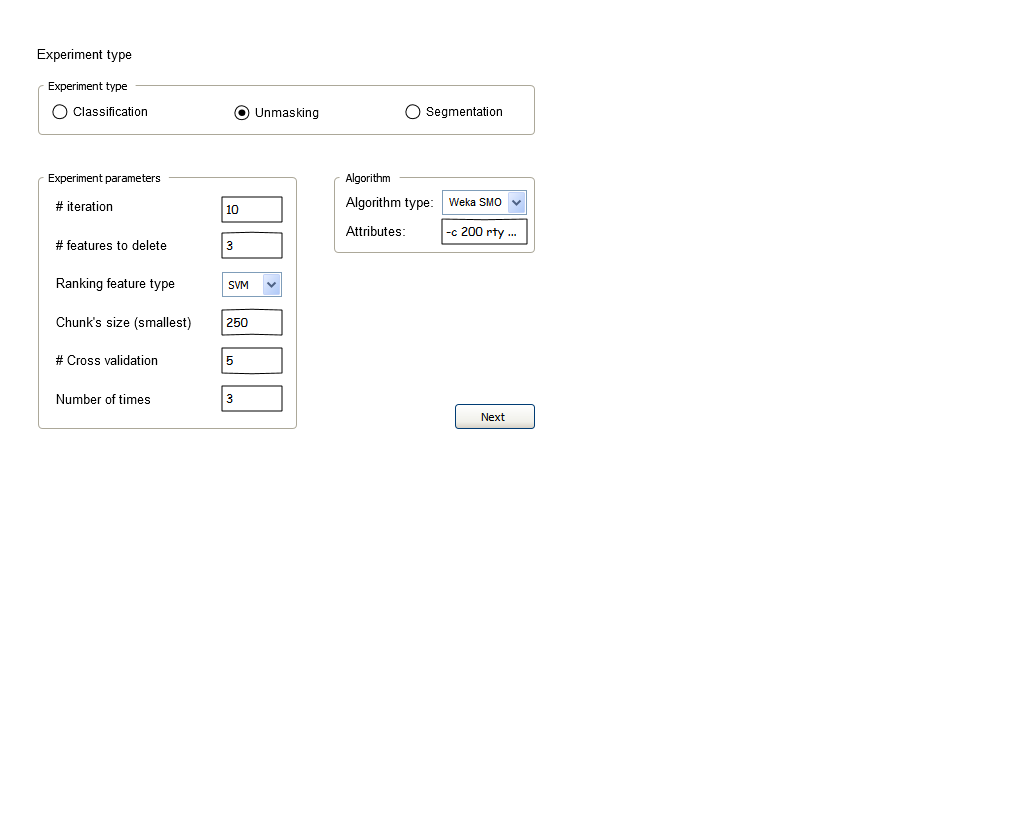 Experiment type
Experiment type
Classification Unmasking Segmentation
Experiment parameters
# iteration 10
# features to delete 3
Ranking feature type SVM
Chunk's size (smallest) 250
# Cross validation 5
Number of times 3
Algorithm
Algorithm type: Weka SMO
Attributes: -c 200 rty ...
Next